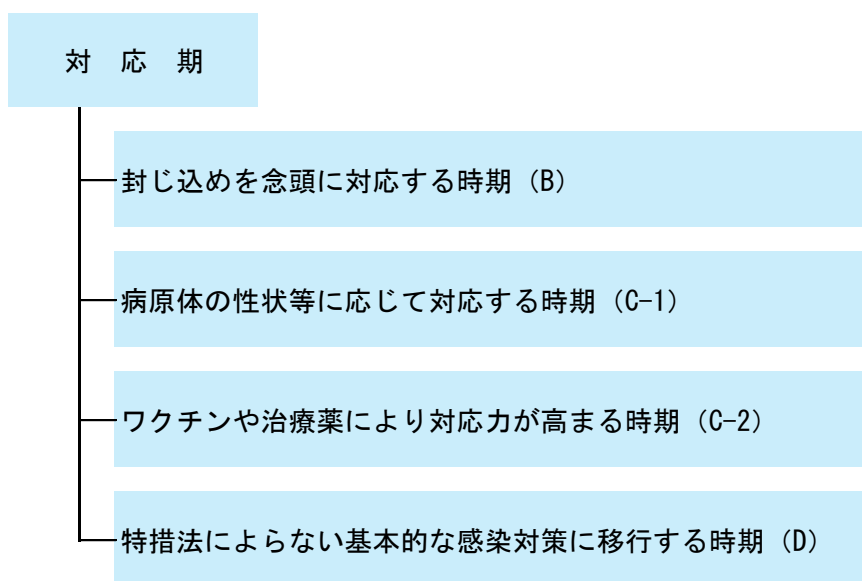 対 応 期
封じ込めを念頭に対応する時期（B）
病原体の性状等に応じて対応する時期（C-1）
ワクチンや治療薬により対応力が高まる時期（C-2）
特措法によらない基本的な感染対策に移行する時期（D）